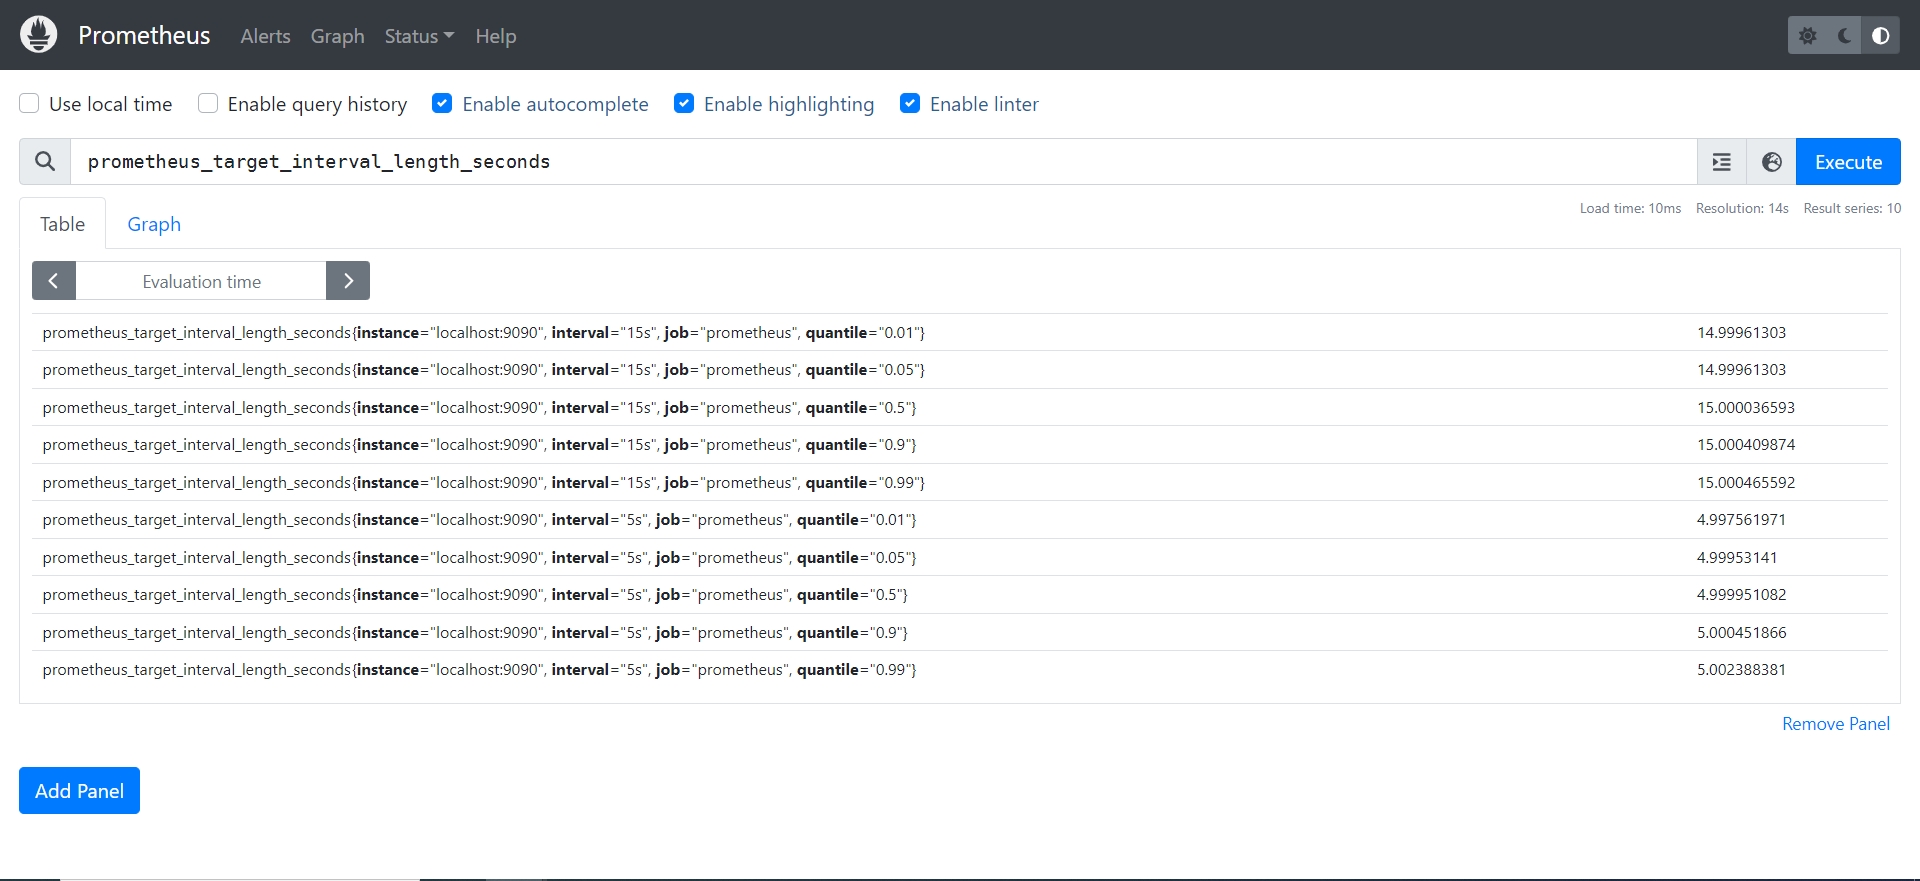 Prometheus Alerts Graph Status Help
Use local time Enable query history Enable autocomplete Enable highlighting Enable linter
prometheus_target_interval_length_seconds Execute
Table Graph Load time: 10ms Resolution: 14s Result series: 10
Evaluation time
prometheus_target_interval_length_seconds{instance="localhost:9090", interval="15s", job="prometheus", quantile="0.01"} 14.99961303
prometheus_target_interval_length_seconds{instance="localhost:9090", interval="15s", job="prometheus", quantile="0.05"} 14.99961303
prometheus_target_interval_length_seconds{instance="localhost:9090", interval="15s", job="prometheus", quantile="0.5"} 15.000036593
prometheus_target_interval_length_seconds{instance="localhost:9090", interval="15s", job="prometheus", quantile="0.9"} 15.000409874
prometheus_target_interval_length_seconds{instance="localhost:9090", interval="15s", job="prometheus", quantile="0.99"} 15.000465592
prometheus_target_interval_length_seconds{instance="localhost:9090", interval="5s", job="prometheus", quantile="0.01"} 4.997561971
prometheus_target_interval_length_seconds{instance="localhost:9090", interval="5s", job="prometheus", quantile="0.05"} 4.99953141
prometheus_target_interval_length_seconds{instance="localhost:9090", interval="5s", job="prometheus", quantile="0.5"} 4.999951082
prometheus_target_interval_length_seconds{instance="localhost:9090", interval="5s", job="prometheus", quantile="0.9"} 5.000451866
prometheus_target_interval_length_seconds{instance="localhost:9090", interval="5s", job="prometheus", quantile="0.99"} 5.002388381
Remove Panel
Add Panel